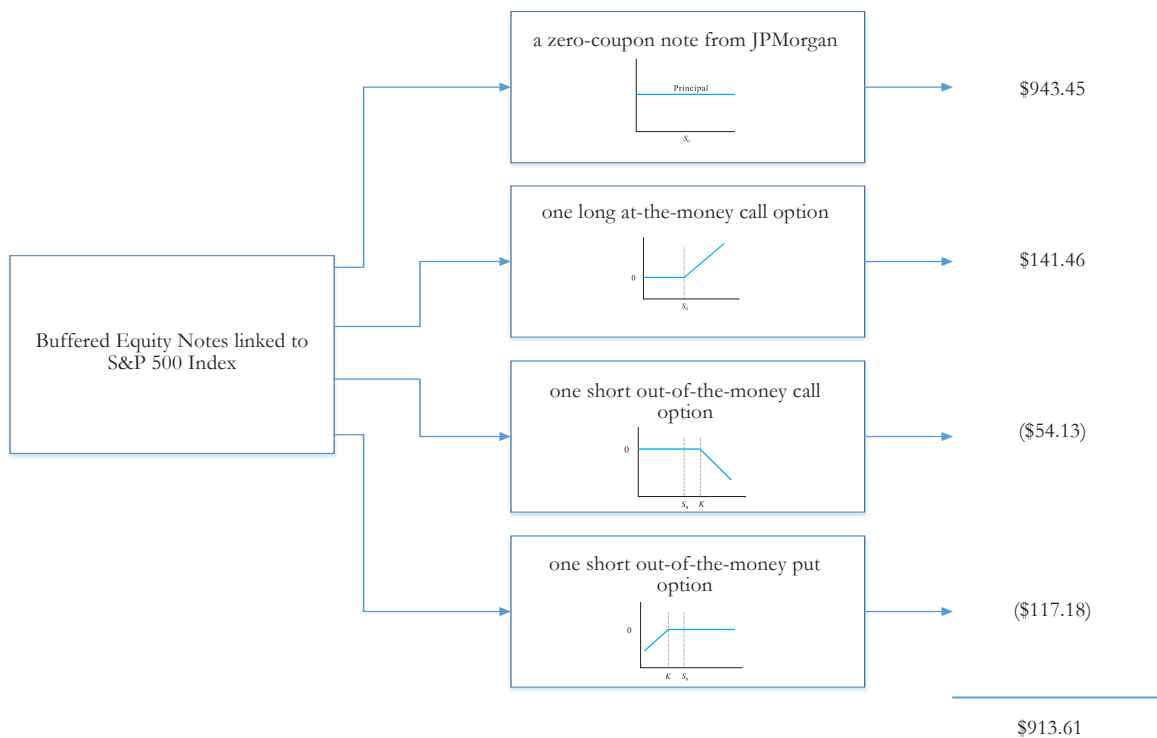 a zero-coupon note from JPMorgan
Principal
S₀
$943.45
one long at-the-money call option
0
S₀
$141.46
Buffered Equity Notes linked to
S&P 500 Index
one short out-of-the-money call
option
0
S₀ K
($54.13)
one short out-of-the-money put
option
0
K S₀
($117.18)
$913.61